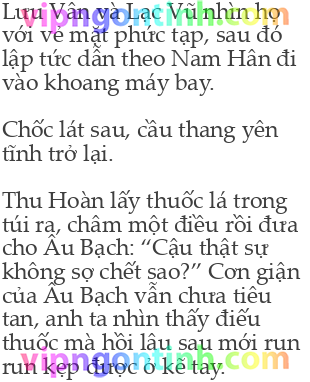 Lưu Vân và Lạc Vũ nhìn họ
với vẻ mặt phức tạp, sau đó
lập tức dẫn theo Nam Hân đi
vào khoang máy bay.
Chốc lát sau, cầu thang yên
tĩnh trở lại.
Thu Hoàn lấy thuốc lá trong
túi ra, châm một điều rồi đưa
cho Âu Bạch: “Cậu thật sự
không sợ chết sao?” Cơn giận
của Âu Bạch vẫn chưa tiêu
tan, anh ta nhìn thấy điếu
thuốc mà hồi lâu sau mới run
run kẹp được ở kẽ tay.
vipngontinh.com
vipngontinh.com